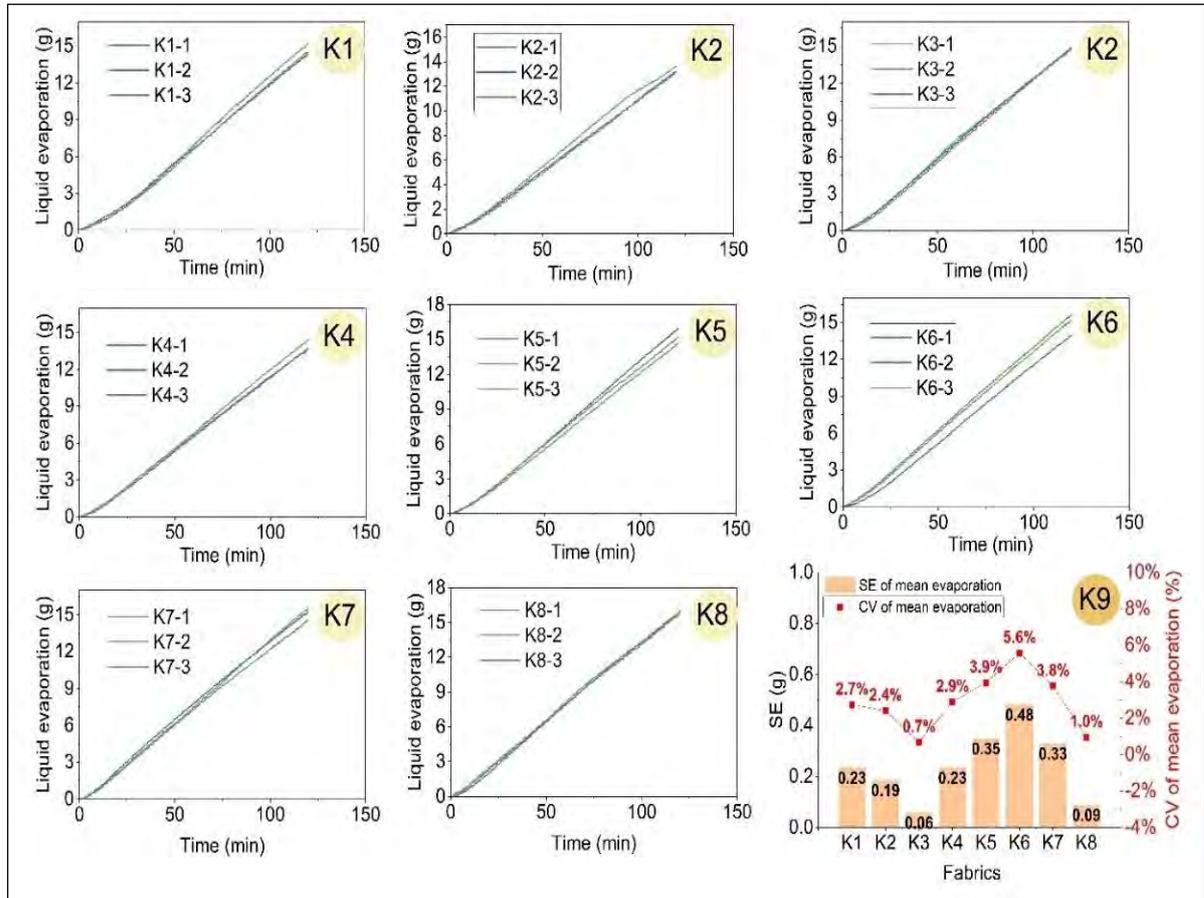 Liquid evaporation (g)
15
12
9
6
3
0
K1-1
K1-2
K1-3
K1
0 50 100 150
Time (min)
Liquid evaporation (g)
16
14
12
10
8
6
4
2
0
K2-1
K2-2
K2-3
K2
0 50 100 150
Time (min)
Liquid evaporation (g)
15
12
9
6
3
0
K3-1
K3-2
K3-3
K2
0 50 100 150
Time (min)
Liquid evaporation (g)
15
12
9
6
3
0
K4-1
K4-2
K4-3
K4
0 50 100 150
Time (min)
Liquid evaporation (g)
18
15
12
9
6
3
0
K5-1
K5-2
K5-3
K5
0 50 100 150
Time (min)
Liquid evaporation (g)
15
12
9
6
3
0
K6-1
K6-2
K6-3
K6
0 50 100 150
Time (min)
Liquid evaporation (g)
15
12
9
6
3
0
K7-1
K7-2
K7-3
K7
0 50 100 150
Time (min)
Liquid evaporation (g)
18
15
12
9
6
3
0
K8-1
K8-2
K8-3
K8
0 50 100 150
Time (min)
SE (g)
1.0
0.8
0.6
0.4
0.2
0.0
SE of mean evaporation
CV of mean evaporation
K9
2.7% 2.4% 0.7% 2.9% 3.9% 5.6% 3.8% 1.0%
0.23 0.19 0.06 0.23 0.35 0.48 0.33 0.09
K1 K2 K3 K4 K5 K6 K7 K8
Fabrics
10%
8%
6%
-4%
-2%
-0%
-2%
-4%
CV of mean evaporation (%)